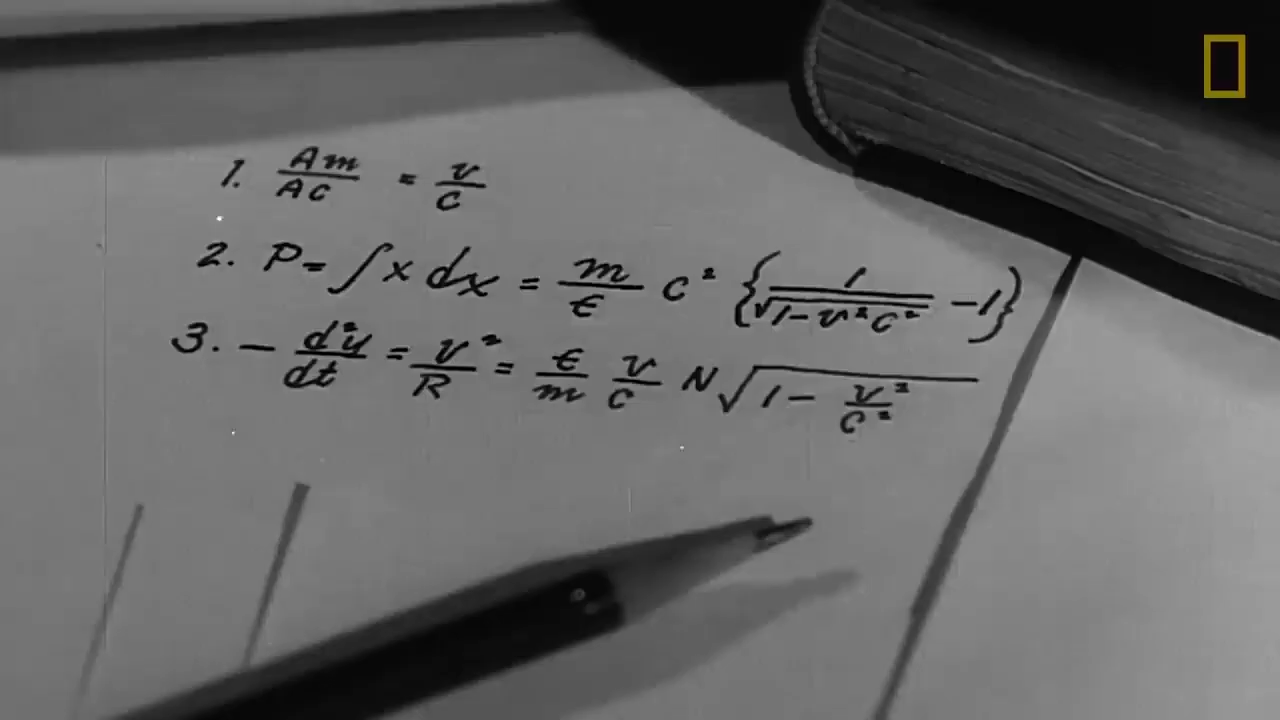 1. Am/Ac = v/c
2. P = ∫x dx = m/ε c² {1/√1-v²c² -1}
3. - d²y/dt = v²/R = ε/m v/c N√1 - v²/c²